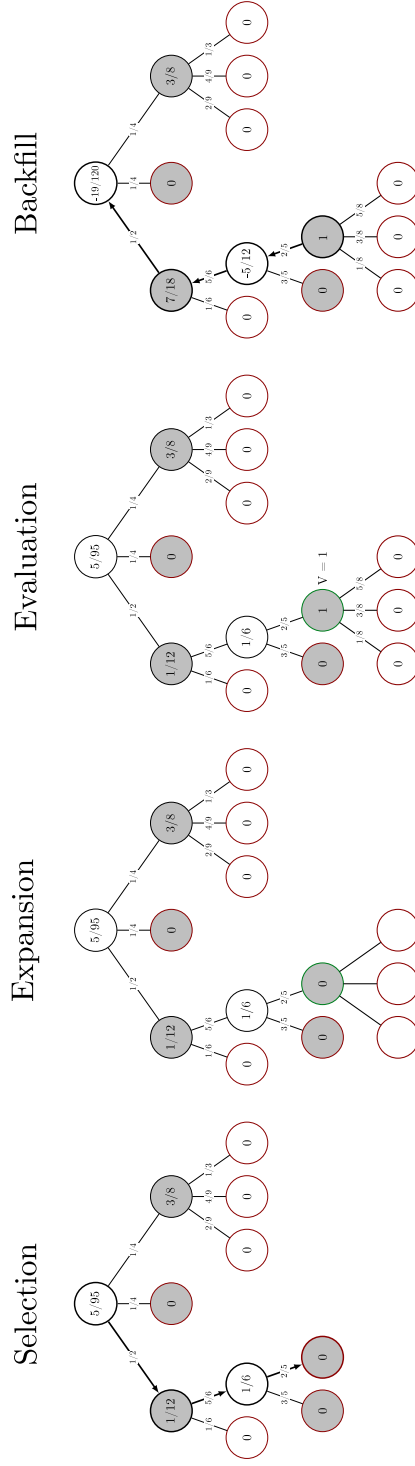 Selection
5/95
1/2 1/4 1/4
1/12 0 3/8
1/6 5/6 2/9 4/9 1/3
0 1/6 0 0 0
3/5 2/5
0 0
Expansion
5/95
1/2 1/4 1/4
1/12 0 3/8
1/6 5/6 2/9 4/9 1/3
0 1/6 0 0 0
3/5 2/5
0 0
Evaluation
5/95
1/2 1/4 1/4
1/12 0 3/8
1/6 5/6 2/9 4/9 1/3
0 1/6 0 0 0
3/5 2/5
0 1 V = 1
1/8 3/8 5/8
0 0 0
Backfill
-19/120
1/2 1/4 1/4
7/18 0 3/8
1/6 5/6 2/9 4/9 1/3
0 -5/12 0 0 0
3/5 2/5
0 1
1/8 3/8 5/8
0 0 0